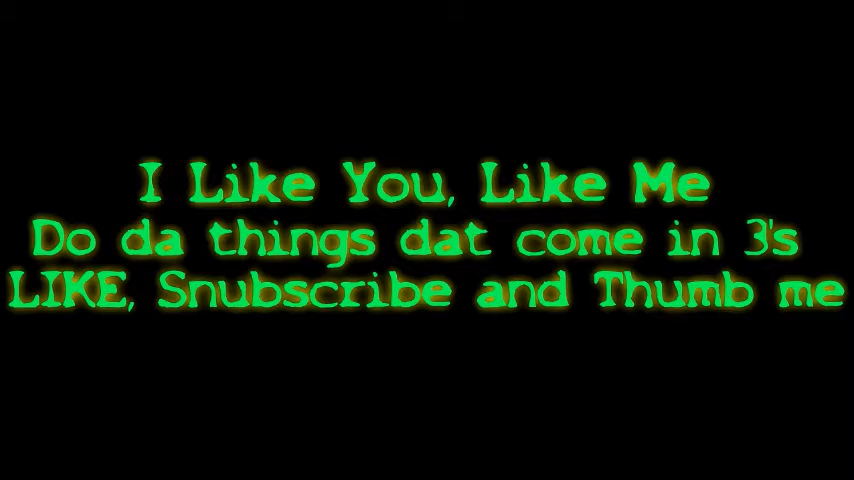 I Like You, Like Me
Do da things dat come in 3's
LIKE, Snubscribe and Thumb me